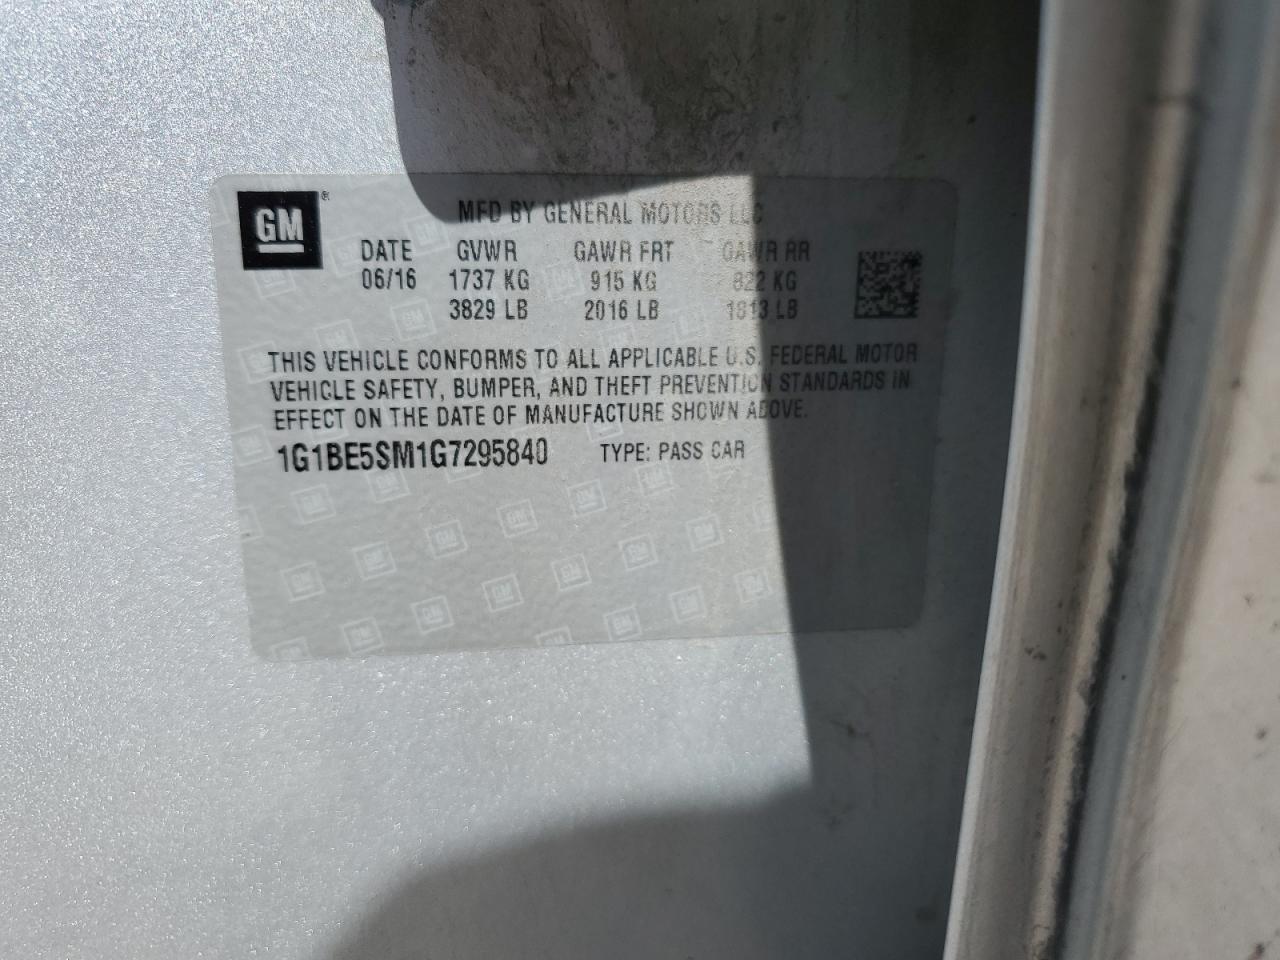 GM®
MFD BY GENERAL MOTORS LLC
DATE GVWR GAWR FRT GAWR RR
06/16 1737 KG 915 KG 822 KG
3829 LB 2016 LB 1813 LB
THIS VEHICLE CONFORMS TO ALL APPLICABLE U.S. FEDERAL MOTOR
VEHICLE SAFETY, BUMPER, AND THEFT PREVENTION STANDARDS IN
EFFECT ON THE DATE OF MANUFACTURE SHOWN ABOVE.
1G1BE5SM1G7295840 TYPE: PASS CAR